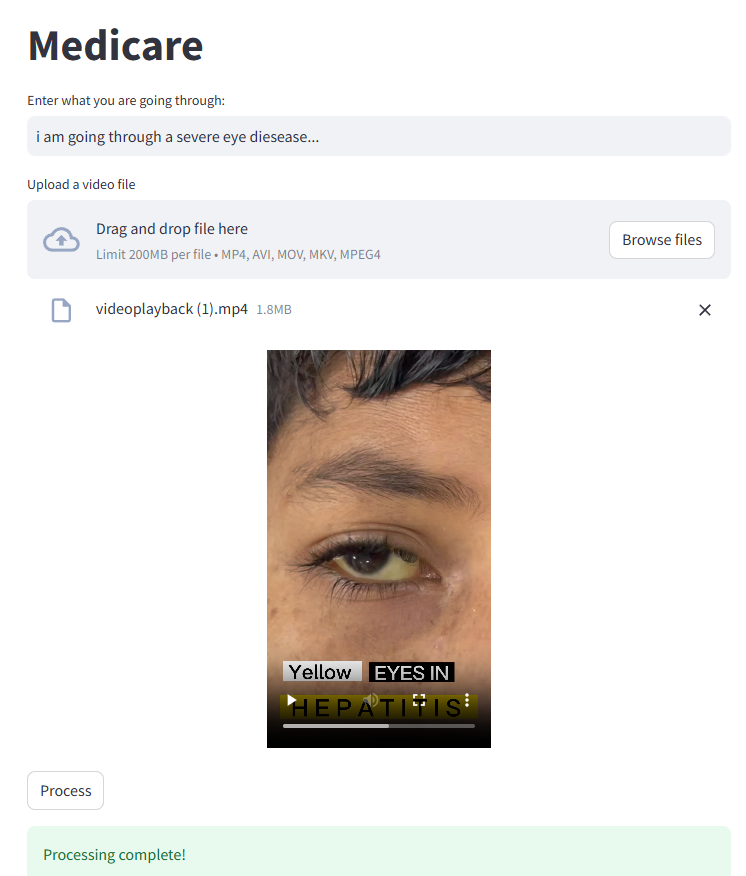 Medicare
Enter what you are going through:
i am going through a severe eye diesease...
Upload a video file
Drag and drop file here
Limit 200MB per file • MP4, AVI, MOV, MKV, MPEG4
Browse files
videoplayback (1).mp4 1.8MB
Yellow EYES IN
HEPATITIS
Process
Processing complete!